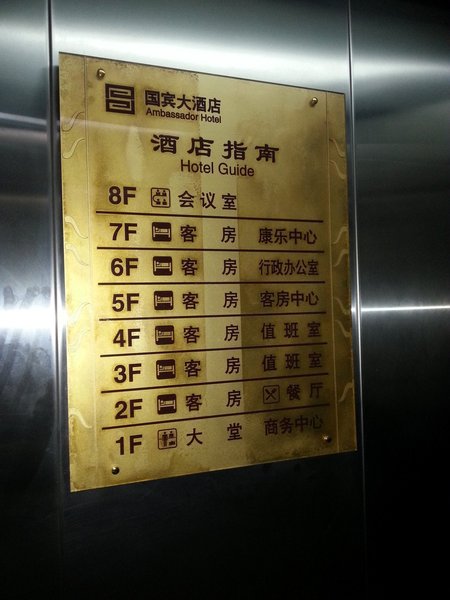 国宾大酒店
Ambassador Hotel
酒店指南
Hotel Guide
8F 会议室
7F 客房 康乐中心
6F 客房 行政办公室
5F 客房 客房中心
4F 客房 值班室
3F 客房 值班室
2F 客房 餐厅
1F 大堂 商务中心